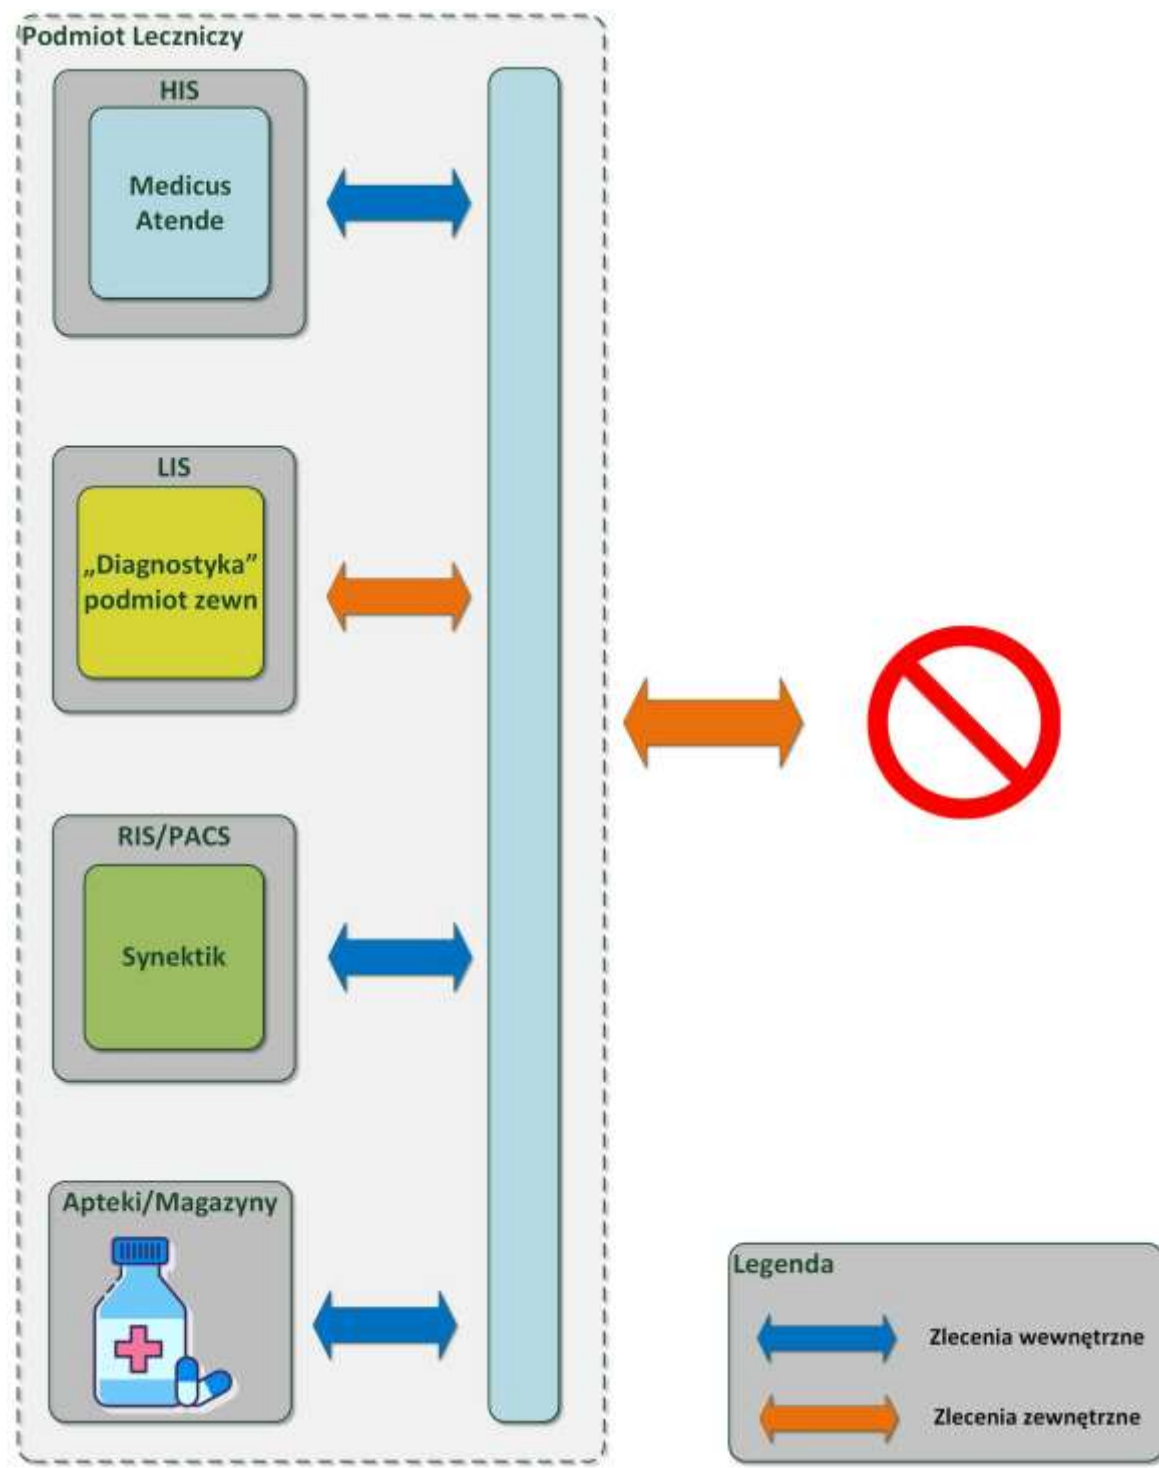 Podmiot Leczniczy
HIS
Medicus
Atende
LIS
„Diagnostyka”
podmiot zewn
RIS/PACS
Synektik
Apteki/Magazyny
Legenda
Zlecenia wewnętrzne
Zlecenia zewnętrzne